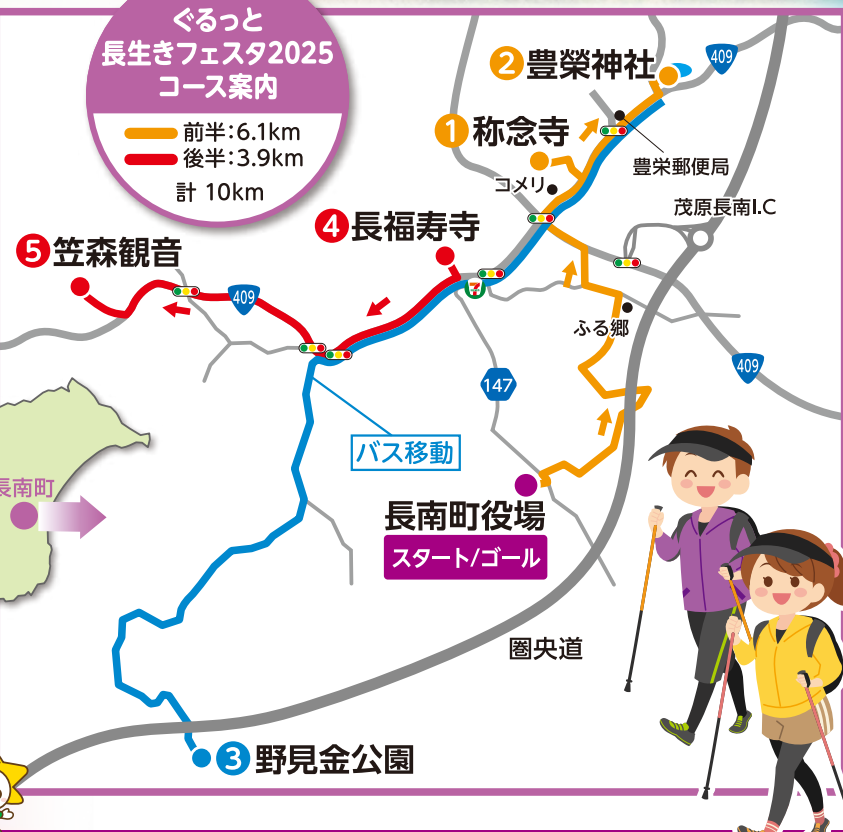 ぐるっと
長生きフェスタ2025
コース案内
前半:6.1km
後半:3.9km
計 10km
409
②豊榮神社
①称念寺
豊栄郵便局
コメリ
茂原長南I.C
④長福寿寺
⑤笠森観音
7
409
ふる郷
409
147
バス移動
長南町
長南町役場
スタート/ゴール
圏央道
③野見金公園